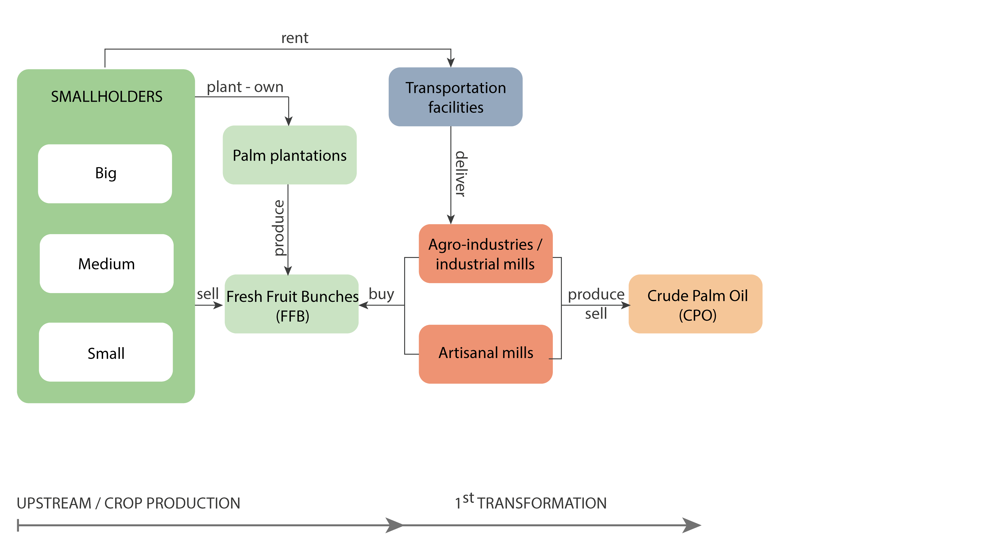 rent
SMALLHOLDERS
plant - own
Transportation
facilities
Palm plantations
Big
deliver
produce
Medium
Agro-industries /
industrial mills
sell
Fresh Fruit Bunches
(FFB)
buy
produce
sell
Crude Palm Oil
(CPO)
Small
Artisanal mills
UPSTREAM / CROP PRODUCTION
1st TRANSFORMATION